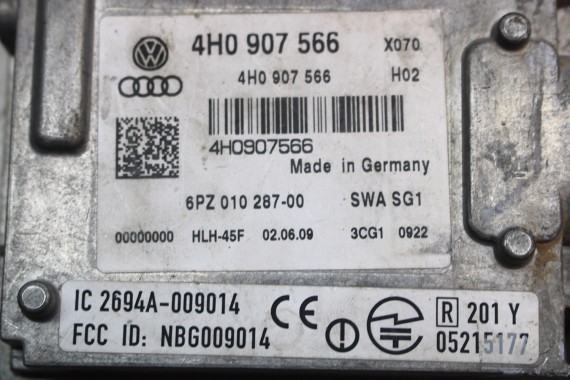 4H0 907 566 X070
4H0 907 566 H02
4H0907566
Made in Germany
6PZ 010 287-00 SWA SG1
00000000 HLH-45F 02.06.09 3CG1 0922
IC 2694A-009014 CE R 201 Y
FCC ID: NBG009014 05215177